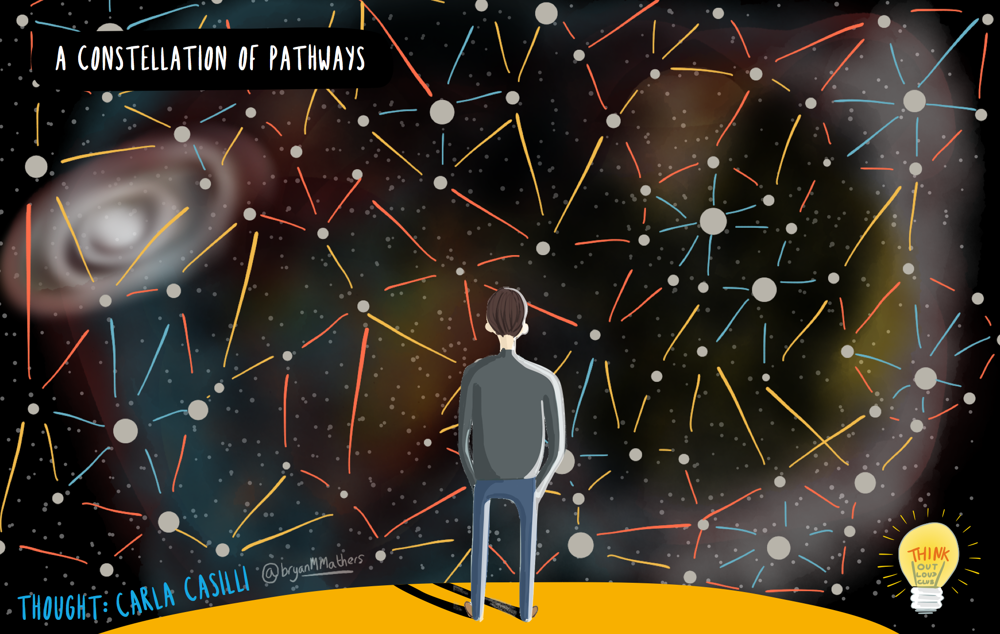 A CONSTELLATION OF PATHWAYS
THOUGHT: CARLA CASILLI
@bryanMMathers
THINK
OUT
LOUD
CLUB